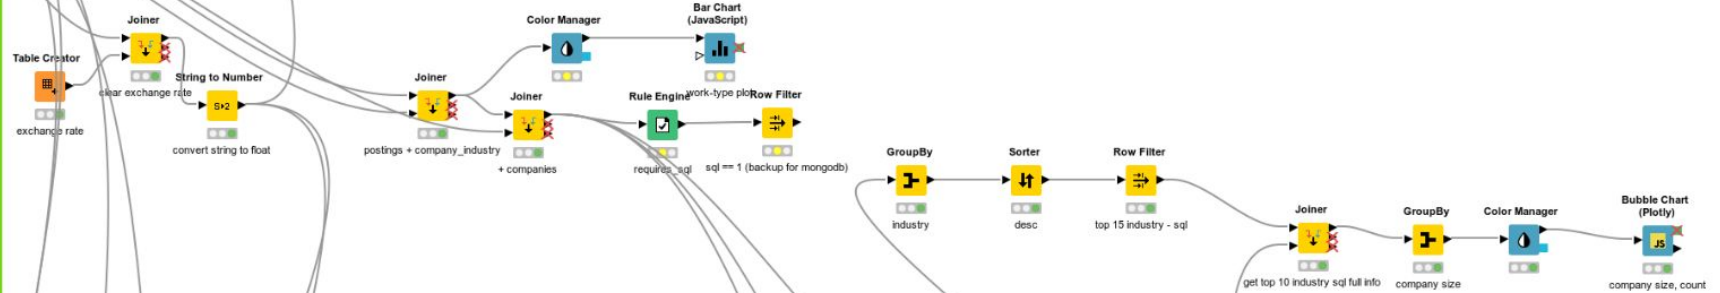 Joiner
clear exchange rate
Table Creator
exchange rate
String to Number
S▸2
convert string to float
Joiner
postings + company_industry
Joiner
+ companies
Color Manager
Bar Chart
(JavaScript)
work-type plot
Rule Engine
requires_sql
Row Filter
sql == 1 (backup for mongodb)
GroupBy
industry
Sorter
desc
Row Filter
top 15 industry - sql
Joiner
get top 10 industry sql full info
GroupBy
company size
Color Manager
Bubble Chart
(Plotly)
JS
company size, count